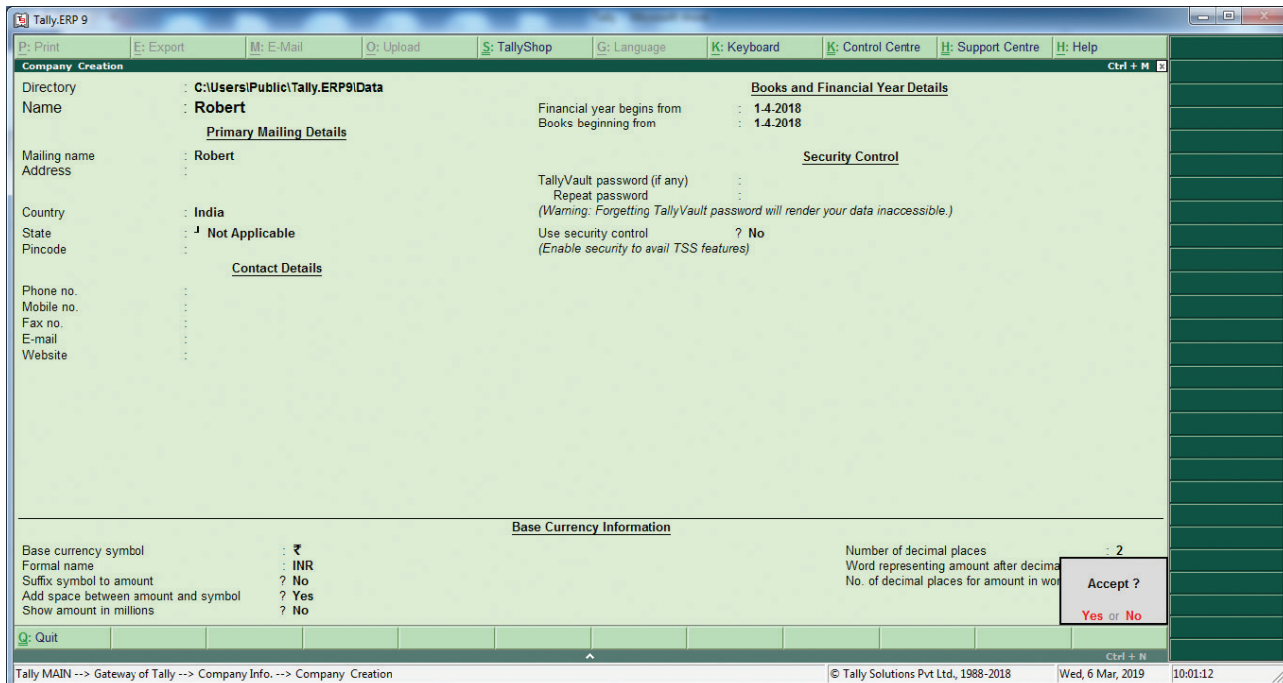 Tally.ERP 9
P: Print E: Export M: E-Mail O: Upload S: TallyShop G: Language K: Keyboard K: Control Centre H: Support Centre H: Help
Company Creation Ctrl + M x
Directory : C:\Users\Public\Tally.ERP9\Data Books and Financial Year Details
Name : Robert Financial year begins from : 1-4-2018
Books beginning from : 1-4-2018
Primary Mailing Details
Mailing name : Robert Security Control
Address :
TallyVault password (if any) :
Repeat password :
Country : India (Warning: Forgetting TallyVault password will render your data inaccessible.)
State : ┘ Not Applicable Use security control ? No
Pincode : (Enable security to avail TSS features)
Contact Details
Phone no. :
Mobile no. :
Fax no. :
E-mail :
Website :
Base Currency Information
Base currency symbol : ₹ Number of decimal places : 2
Formal name : INR Word representing amount after decima
Suffix symbol to amount ? No No. of decimal places for amount in wor Accept ?
Add space between amount and symbol ? Yes
Show amount in millions ? No Yes or No
Q: Quit
Ctrl + N
Tally MAIN --> Gateway of Tally --> Company Info. --> Company Creation © Tally Solutions Pvt Ltd., 1988-2018 Wed, 6 Mar, 2019 10:01:12